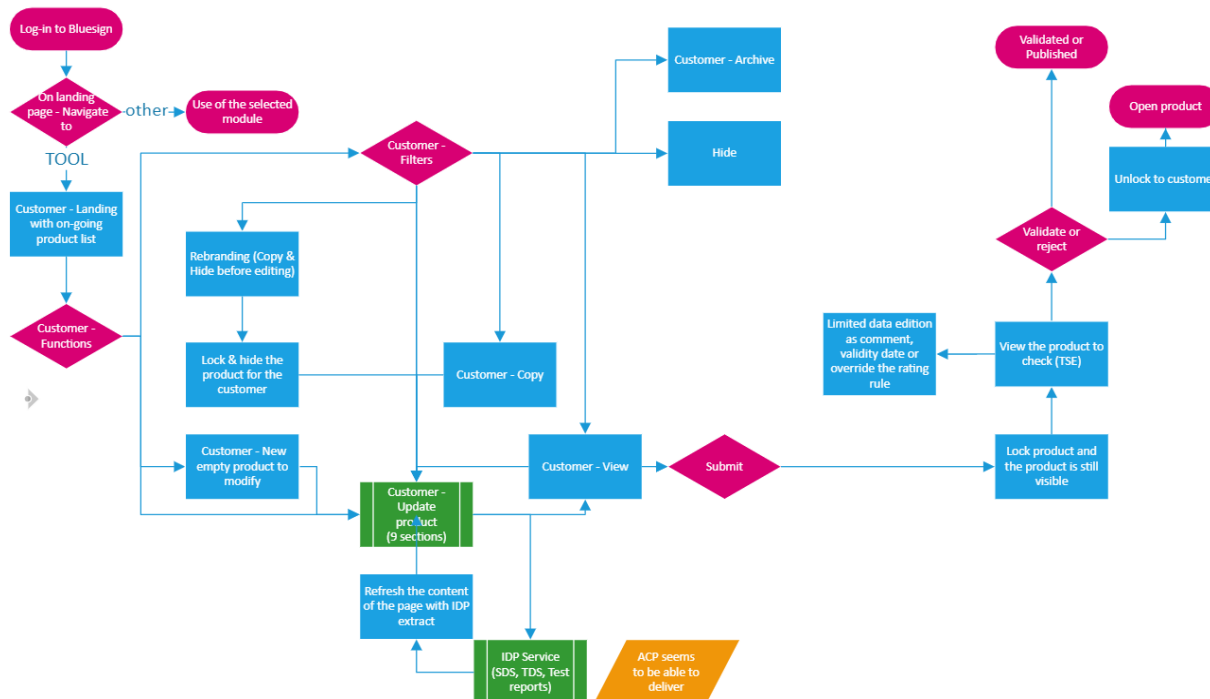 Log-in to Bluesign
On landing
page - Navigate
to
other
Use of the selected
module
TOOL
Customer - Landing
with on-going
product list
Customer -
Functions
Customer -
Filters
Customer - Archive
Hide
Rebranding (Copy &
Hide before editing)
Lock & hide the
product for the
customer
Customer - Copy
Customer - New
empty product to
modify
Customer - View
Submit
Customer -
Update
product
(9 sections)
Refresh the content
of the page with IDP
extract
IDP Service
(SDS, TDS, Test
reports)
ACP seems
to be able to
deliver
Validated or
Published
Open product
Unlock to customer
Validate or
reject
Limited data edition
as comment,
validity date or
override the rating
rule
View the product to
check (TSE)
Lock product and
the product is still
visible